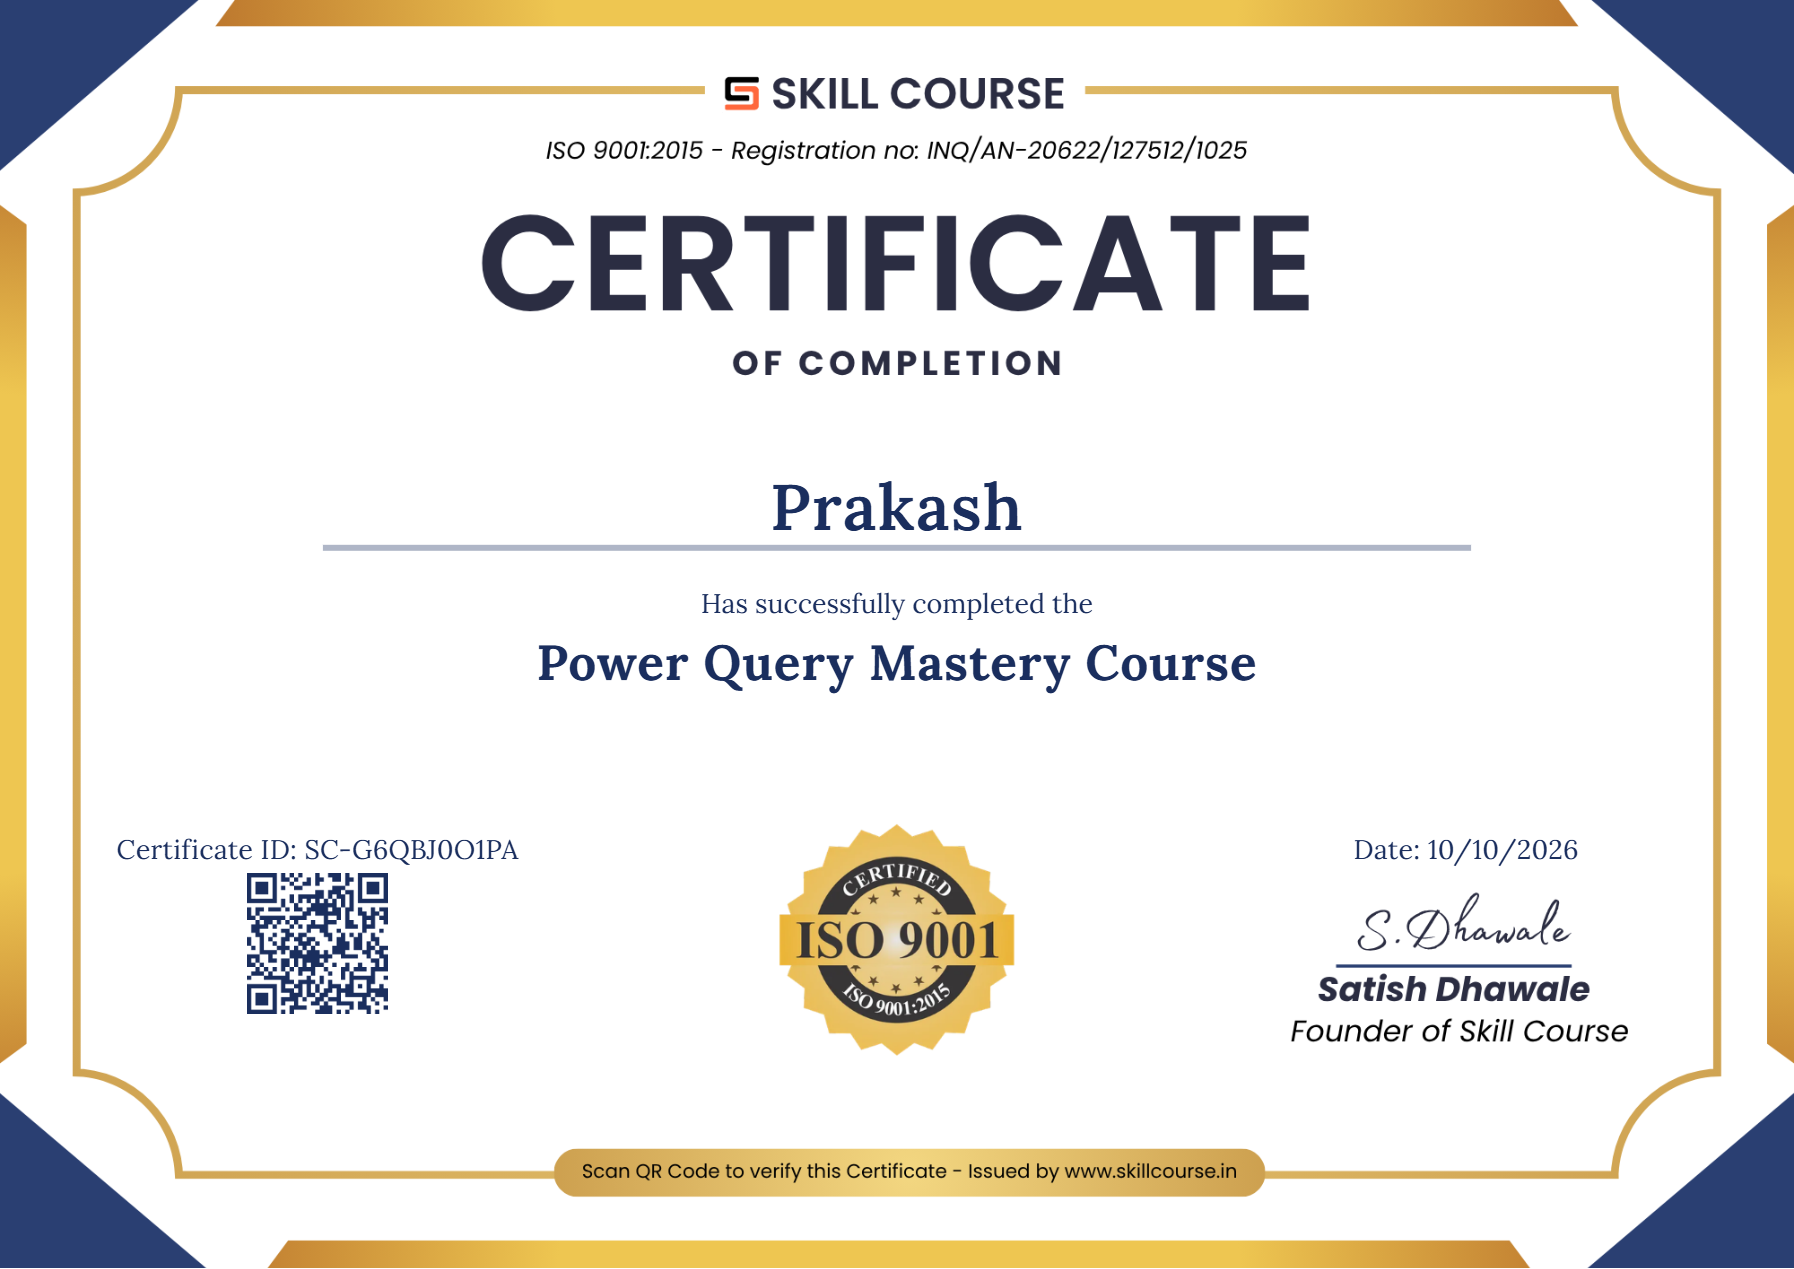 SKILL COURSE
ISO 9001:2015 - Registration no: INQ/AN-20622/127512/1025
CERTIFICATE
OF COMPLETION
Prakash
Has successfully completed the
Power Query Mastery Course
Certificate ID: SC-G6QBJ0O1PA
CERTIFIED
ISO 9001
ISO 9001:2015
Date: 10/10/2026
S. Dhawale
Satish Dhawale
Founder of Skill Course
Scan QR Code to verify this Certificate - Issued by www.skillcourse.in